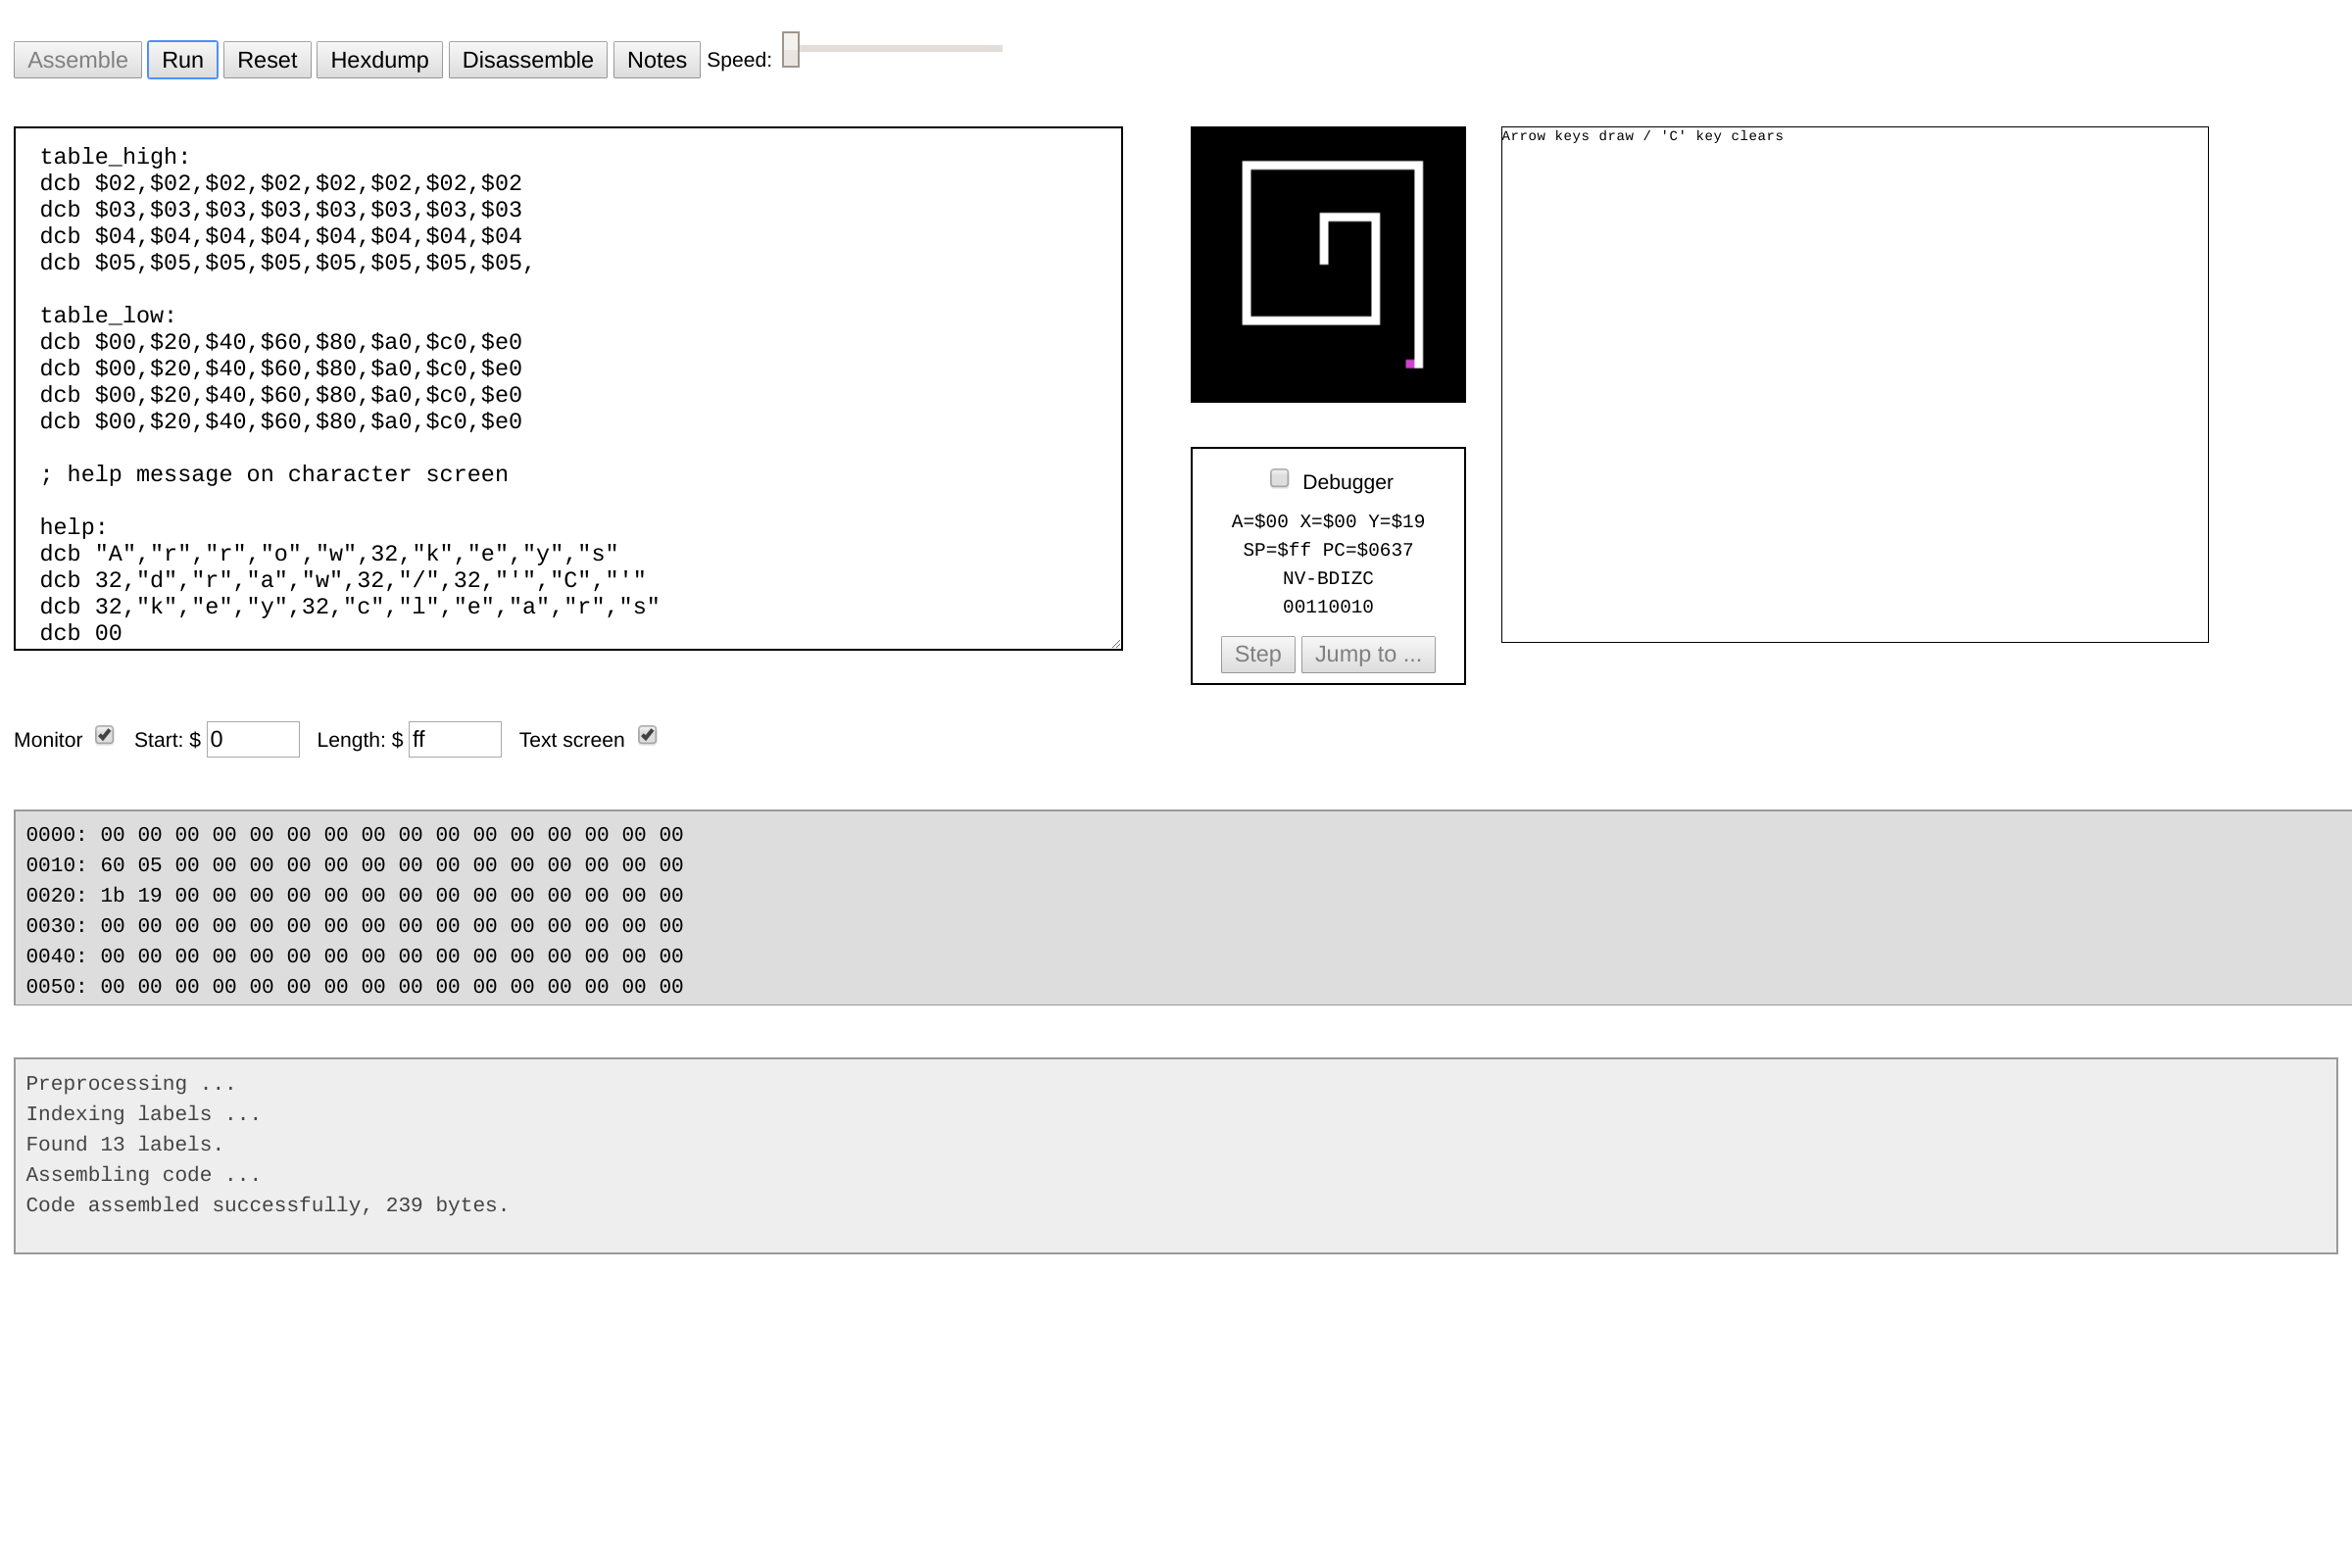 Assemble Run Reset Hexdump Disassemble Notes Speed:
table_high:
dcb $02,$02,$02,$02,$02,$02,$02,$02
dcb $03,$03,$03,$03,$03,$03,$03,$03
dcb $04,$04,$04,$04,$04,$04,$04,$04
dcb $05,$05,$05,$05,$05,$05,$05,$05,
table_low:
dcb $00,$20,$40,$60,$80,$a0,$c0,$e0
dcb $00,$20,$40,$60,$80,$a0,$c0,$e0
dcb $00,$20,$40,$60,$80,$a0,$c0,$e0
dcb $00,$20,$40,$60,$80,$a0,$c0,$e0
; help message on character screen
help:
dcb "A","r","r","o","w",32,"k","e","y","s"
dcb 32,"d","r","a","w",32,"/",32,"'","C","'"
dcb 32,"k","e","y",32,"c","l","e","a","r","s"
dcb 00
Arrow keys draw / 'C' key clears
Debugger
A=$00 X=$00 Y=$19
SP=$ff PC=$0637
NV-BDIZC
00110010
Step Jump to ...
Monitor Start: $ 0 Length: $ ff Text screen
0000: 00 00 00 00 00 00 00 00 00 00 00 00 00 00 00 00
0010: 60 05 00 00 00 00 00 00 00 00 00 00 00 00 00 00
0020: 1b 19 00 00 00 00 00 00 00 00 00 00 00 00 00 00
0030: 00 00 00 00 00 00 00 00 00 00 00 00 00 00 00 00
0040: 00 00 00 00 00 00 00 00 00 00 00 00 00 00 00 00
0050: 00 00 00 00 00 00 00 00 00 00 00 00 00 00 00 00
Preprocessing ...
Indexing labels ...
Found 13 labels.
Assembling code ...
Code assembled successfully, 239 bytes.